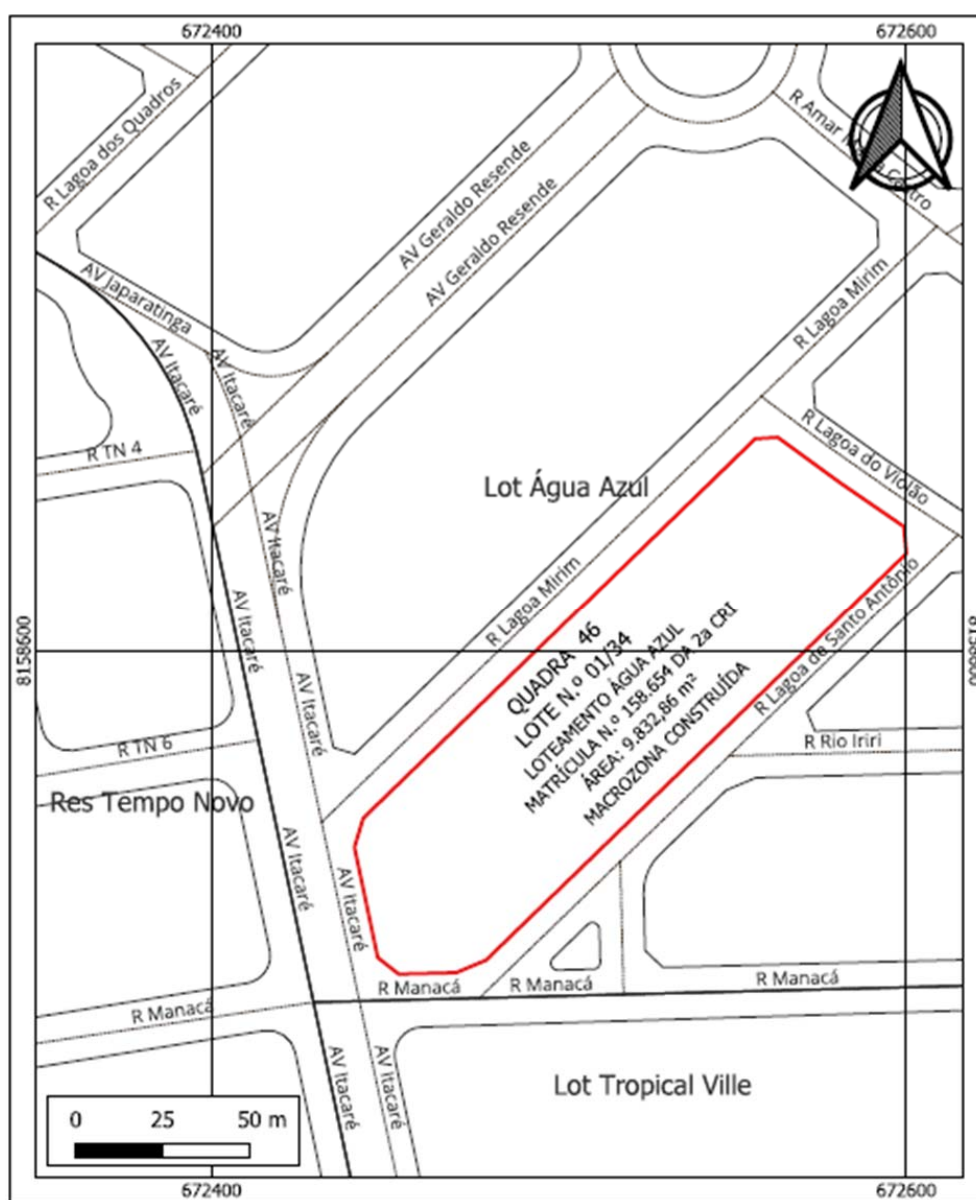 672400
672600
R Lagoa dos Quadros
AV Geraldo Resende
AV Geraldo Resende
R Amar
Castro
AV Japaratinga
AV Itacaré
AV Itacaré
R Lagoa Mirim
R TN 4
R Lagoa do Violão
Lot Água Azul
AV Itacaré
R Lagoa Mirim
R Lagoa de Santo Antônio
AV Itacaré
8158600
8158600
QUADRA 46
LOTE N.º 01/34
LOTEAMENTO ÁGUA AZUL
MATRÍCULA N.º 158.654 DA 2a CRI
ÁREA: 9.832,86 m²
MACROZONA CONSTRUÍDA
AV Itacaré
R TN 6
R Rio Iriri
Res Tempo Novo
AV Itacaré
AV Itacaré
R Manacá
R Manacá
R Manacá
R Manacá
AV Itacaré
AV Itacaré
Lot Tropical Ville
0 25 50 m
672400
672600